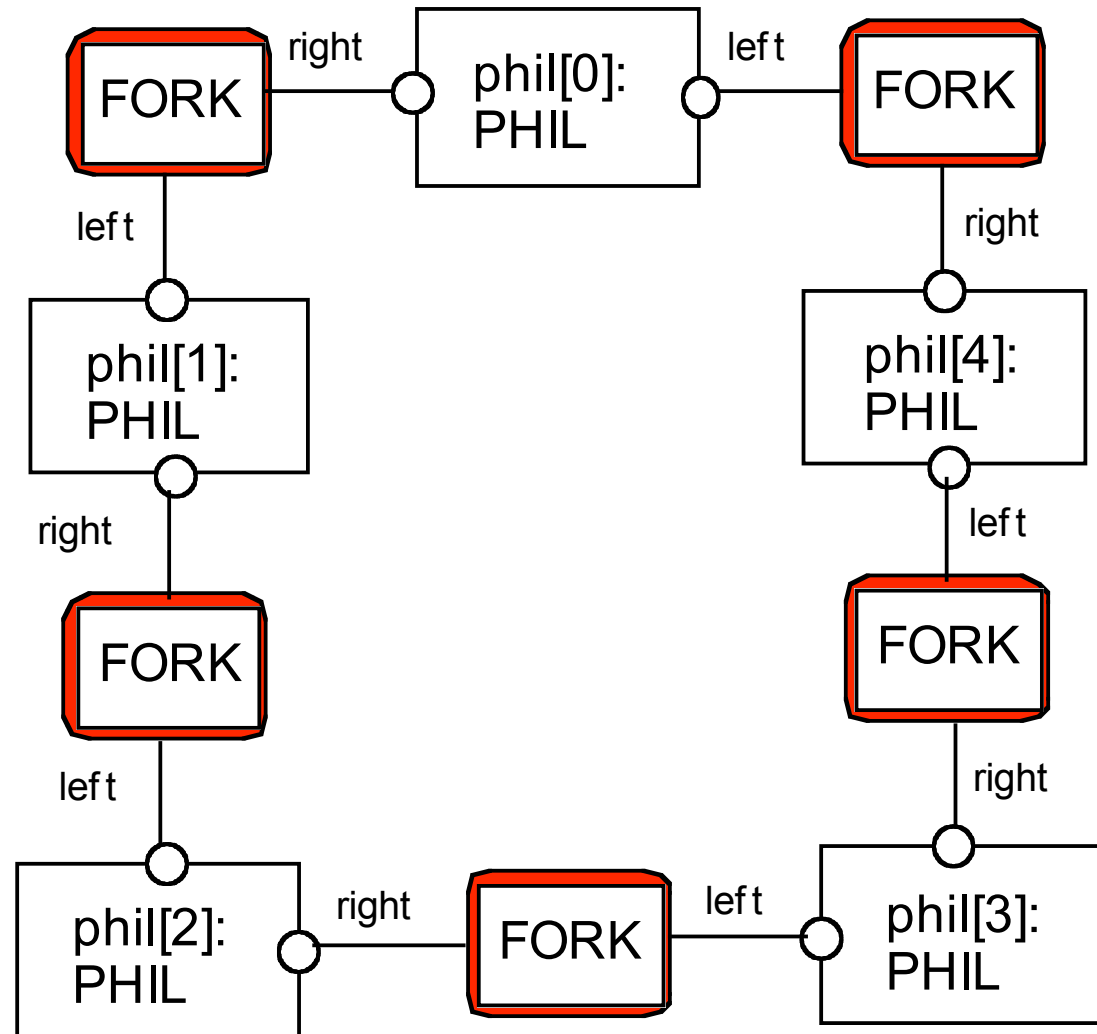 right
left
FORK
phil[0]:
PHIL
FORK
left
right
phil[1]:
PHIL
phil[4]:
PHIL
right
left
FORK
FORK
left
right
phil[2]:
PHIL
right
FORK
left
phil[3]:
PHIL